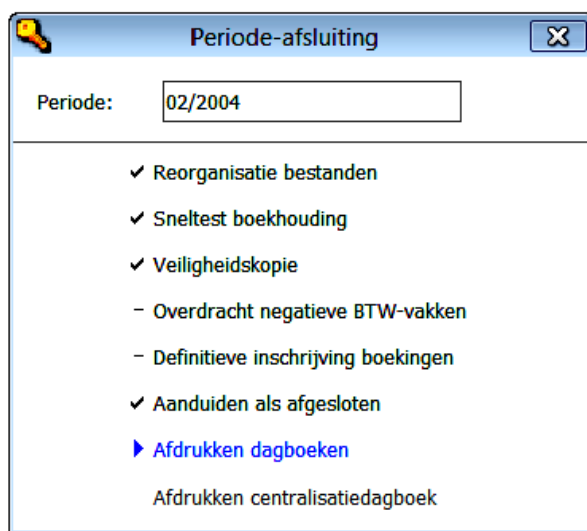 Periode-afsluiting
Periode: 02/2004
✓ Reorganisatie bestanden
✓ Sneltest boekhouding
✓ Veiligheidskopie
– Overdracht negatieve BTW-vakken
– Definitieve inschrijving boekingen
✓ Aanduiden als afgesloten
▶ Afdrukken dagboeken
Afdrukken centralisatiedagboek